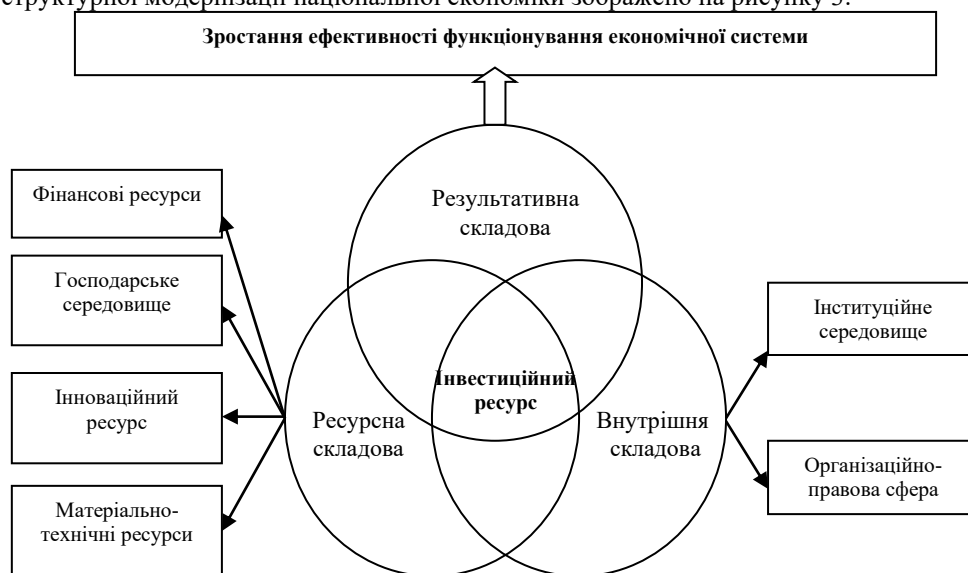 структурної модернізації національної економіки зображено на рисунку 3.
Зростання ефективності функціонування економічної системи
Результативна
складова
Фінансові ресурси
Господарське
середовище
Інноваційний
ресурс
Матеріально-
технічні ресурси
Ресурсна
складова
Інвестиційний
ресурс
Внутрішня
складова
Інституційне
середовище
Організаційно-
правова сфера